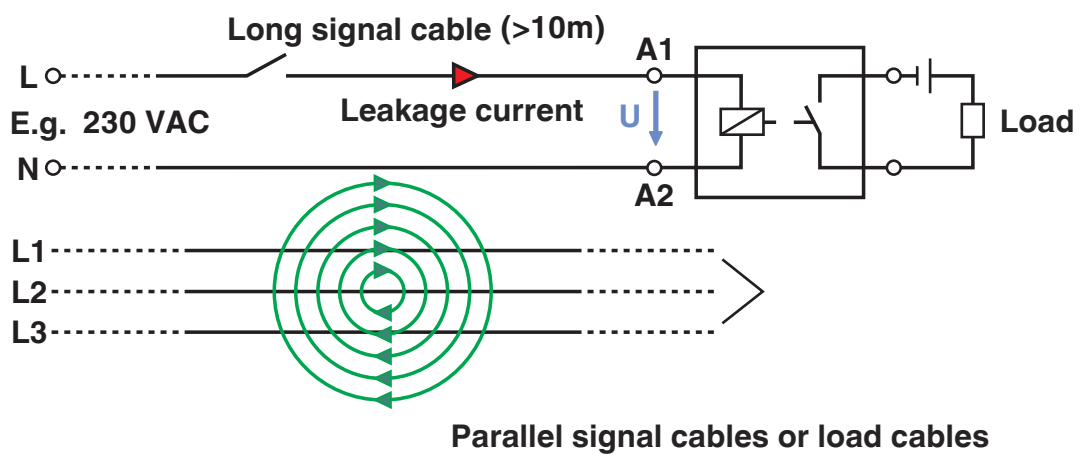 Long signal cable (>10m)
A1
L
Leakage current
E.g. 230 VAC
U
Load
N
A2
L1
L2
L3
Parallel signal cables or load cables